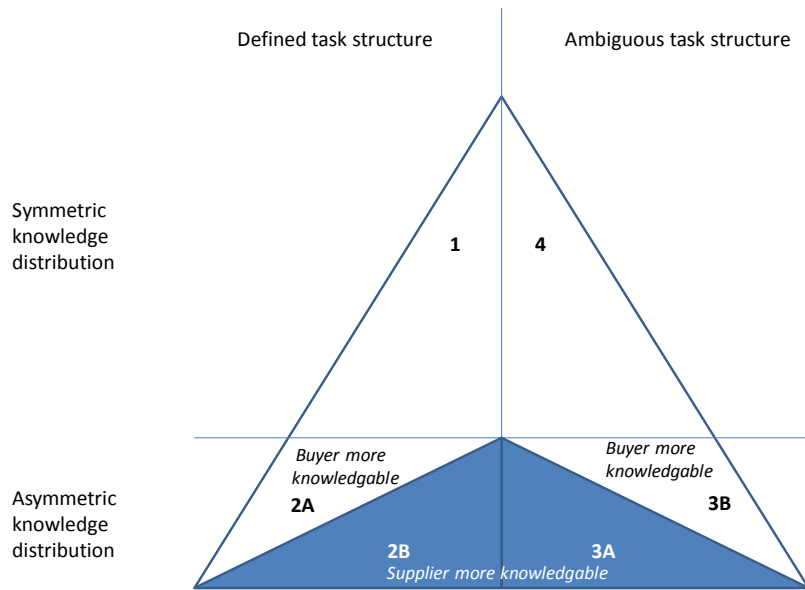 Defined task structure
Ambiguous task structure
Symmetric
knowledge
distribution
1
4
Buyer more
knowledgable
2A
Buyer more
knowledgable
3B
Asymmetric
knowledge
distribution
2B
3A
Supplier more knowledgable